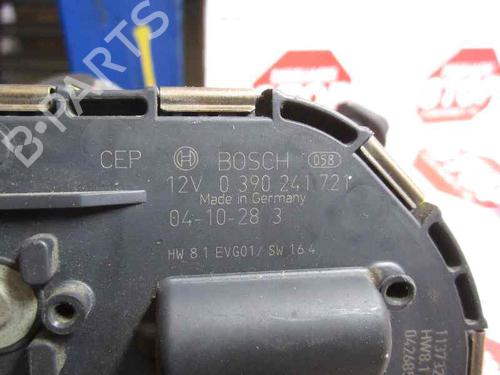 B-PARTS
CEP BOSCH 058
12V 0 390 241 721
Made in Germany
04-10-28 3
HW 8.1 EVG01/ SW 16.4